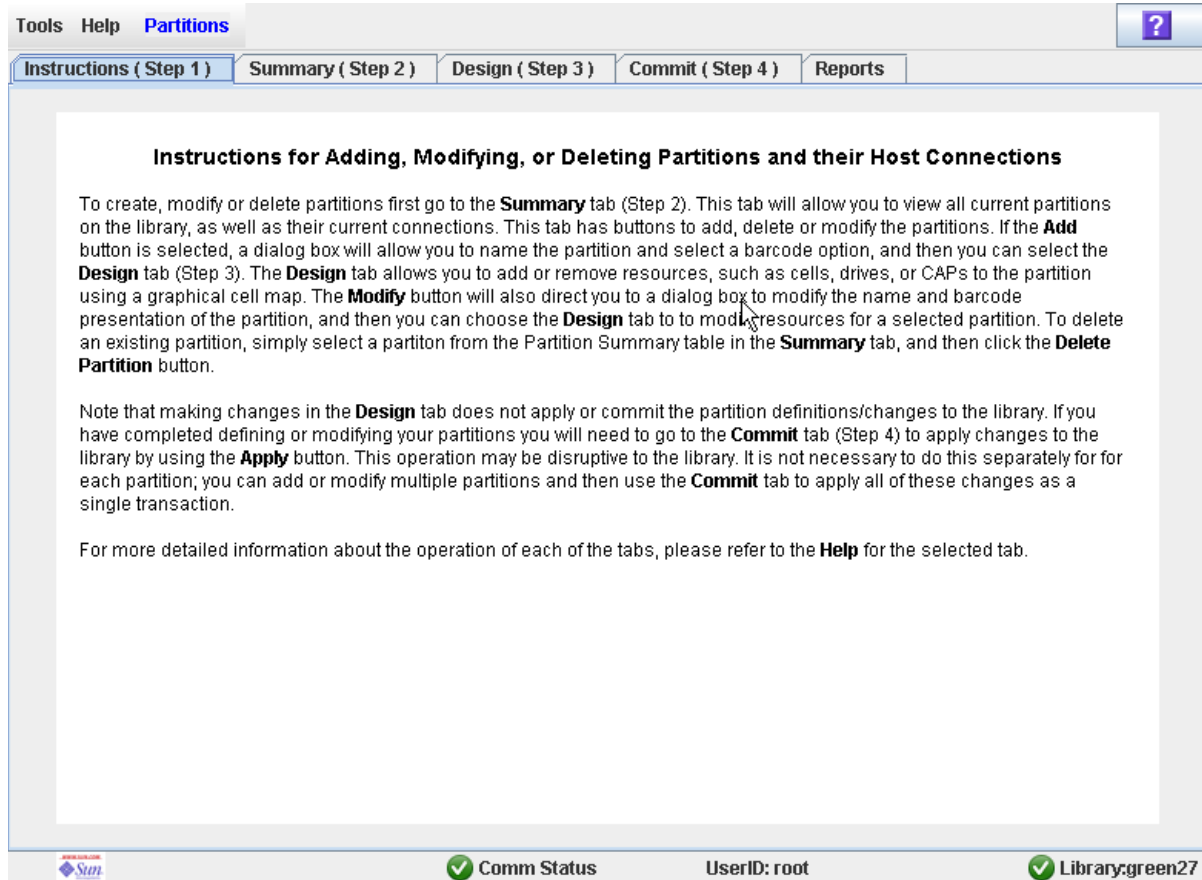 Tools Help Partitions ?
Instructions ( Step 1 ) Summary ( Step 2 ) Design ( Step 3 ) Commit ( Step 4 ) Reports
Instructions for Adding, Modifying, or Deleting Partitions and their Host Connections
To create, modify or delete partitions first go to the Summary tab (Step 2). This tab will allow you to view all current partitions
on the library, as well as their current connections. This tab has buttons to add, delete or modify the partitions. If the Add
button is selected, a dialog box will allow you to name the partition and select a barcode option, and then you can select the
Design tab (Step 3). The Design tab allows you to add or remove resources, such as cells, drives, or CAPs to the partition
using a graphical cell map. The Modify button will also direct you to a dialog box to modify the name and barcode
presentation of the partition, and then you can choose the Design tab to to modify resources for a selected partition. To delete
an existing partition, simply select a partiton from the Partition Summary table in the Summary tab, and then click the Delete
Partition button.
Note that making changes in the Design tab does not apply or commit the partition definitions/changes to the library. If you
have completed defining or modifying your partitions you will need to go to the Commit tab (Step 4) to apply changes to the
library by using the Apply button. This operation may be disruptive to the library. It is not necessary to do this separately for for
each partition; you can add or modify multiple partitions and then use the Commit tab to apply all of these changes as a
single transaction.
For more detailed information about the operation of each of the tabs, please refer to the Help for the selected tab.
Sun Comm Status UserID: root Library:green27